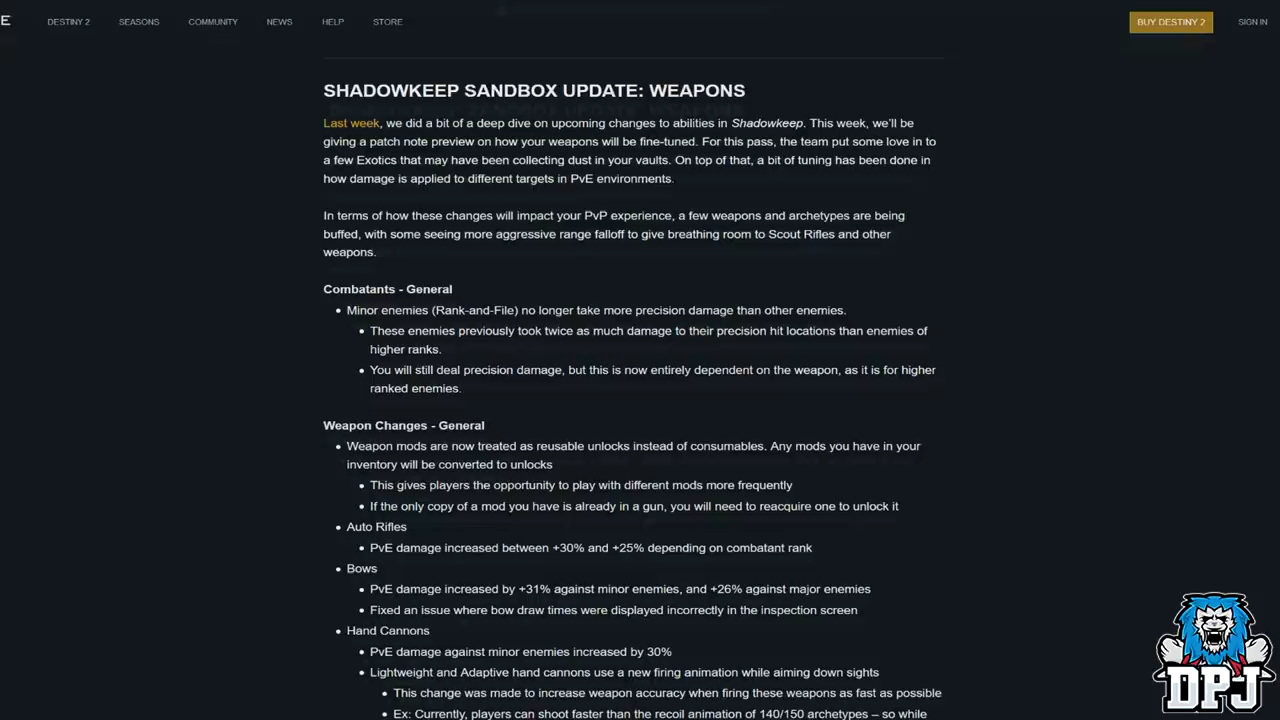 E
DESTINY 2 SEASONS COMMUNITY NEWS HELP STORE BUY DESTINY 2 SIGN IN
SHADOWKEEP SANDBOX UPDATE: WEAPONS
Last week, we did a bit of a deep dive on upcoming changes to abilities in Shadowkeep. This week, we'll be
giving a patch note preview on how your weapons will be fine-tuned. For this pass, the team put some love in to
a few Exotics that may have been collecting dust in your vaults. On top of that, a bit of tuning has been done in
how damage is applied to different targets in PvE environments.
In terms of how these changes will impact your PvP experience, a few weapons and archetypes are being
buffed, with some seeing more aggressive range falloff to give breathing room to Scout Rifles and other
weapons.
Combatants - General
• Minor enemies (Rank-and-File) no longer take more precision damage than other enemies.
• These enemies previously took twice as much damage to their precision hit locations than enemies of
higher ranks.
• You will still deal precision damage, but this is now entirely dependent on the weapon, as it is for higher
ranked enemies.
Weapon Changes - General
• Weapon mods are now treated as reusable unlocks instead of consumables. Any mods you have in your
inventory will be converted to unlocks
• This gives players the opportunity to play with different mods more frequently
• If the only copy of a mod you have is already in a gun, you will need to reacquire one to unlock it
• Auto Rifles
• PvE damage increased between +30% and +25% depending on combatant rank
• Bows
• PvE damage increased by +31% against minor enemies, and +26% against major enemies
• Fixed an issue where bow draw times were displayed incorrectly in the inspection screen
• Hand Cannons
• PvE damage against minor enemies increased by 30%
• Lightweight and Adaptive hand cannons use a new firing animation while aiming down sights
• This change was made to increase weapon accuracy when firing these weapons as fast as possible
• Ex: Currently, players can shoot faster than the recoil animation of 140/150 archetypes – so while
DPJ